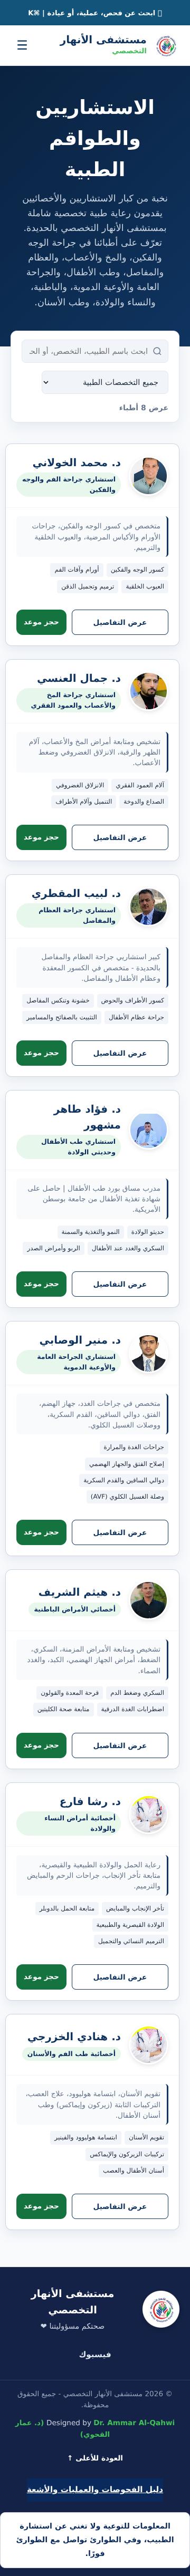 ابحث عن فحص، عملية، أو عيادة | ⌘K
مستشفى الأنهار
التخصصي
الاستشاريين
والطواقم
الطبية
نخبة من كبار الاستشاريين والأخصائيين
يقدمون رعاية طبية تخصصية شاملة
بمستشفى الأنهار التخصصي بالحديدة.
تعرّف على أطبائنا في جراحة الوجه
والفكين، والمخ والأعصاب، والعظام
والمفاصل، وطب الأطفال، والجراحة
العامة والأوعية الدموية، والباطنية،
والنساء والولادة، وطب الأسنان.
ابحث باسم الطبيب، التخصص، أو الح
جميع التخصصات الطبية
عرض 8 أطباء
د. محمد الخولاني
استشاري جراحة الفم والوجه
والفكين
متخصص في كسور الوجه والفكين، جراحات
الأورام والأكياس المرضية، والعيوب الخلقية
والترميم.
كسور الوجه والفكين
أورام وآفات الفم
العيوب الخلقية
ترميم وتجميل الذقن
عرض التفاصيل
حجز موعد
د. جمال العنسي
استشاري جراحة المخ
والأعصاب والعمود الفقري
تشخيص ومتابعة أمراض المخ والأعصاب، آلام
الظهر والرقبة، الانزلاق الغضروفي وضغط
الأعصاب.
آلام العمود الفقري
الانزلاق الغضروفي
الصداع والدوخة
التنميل وآلام الأطراف
عرض التفاصيل
حجز موعد
د. لبيب المقطري
استشاري جراحة العظام
والمفاصل
كبير استشاريي جراحة العظام والمفاصل
بالحديدة - متخصص في الكسور المعقدة
وعظام الأطفال والمفاصل.
كسور الأطراف والحوض
خشونة وتنكس المفاصل
جراحة عظام الأطفال
التثبيت بالصفائح والمسامير
عرض التفاصيل
حجز موعد
د. فؤاد طاهر
مشهور
استشاري طب الأطفال
وحديثي الولادة
مدرب مساق بورد طب الأطفال | حاصل على
شهادة تغذية الأطفال من جامعة بوسطن
الأمريكية.
حديثو الولادة
النمو والتغذية والسمنة
السكري والغدد عند الأطفال
الربو وأمراض الصدر
عرض التفاصيل
حجز موعد
د. منير الوصابي
استشاري الجراحة العامة
والأوعية الدموية
متخصص في جراحات الغدد، جهاز الهضم،
الفتق، دوالي الساقين، القدم السكرية،
ووصلات الغسيل الكلوي.
جراحات الغدة والمرارة
إصلاح الفتق والجهاز الهضمي
دوالي الساقين والقدم السكرية
وصلة الغسيل الكلوي (AVF)
عرض التفاصيل
حجز موعد
د. هيثم الشريف
أخصائي الأمراض الباطنية
تشخيص ومتابعة الأمراض المزمنة، السكري،
الضغط، أمراض الجهاز الهضمي، الكبد، والغدد
الصماء.
السكري وضغط الدم
قرحة المعدة والقولون
اضطرابات الغدة الدرقية
متابعة صحة الكليتين
عرض التفاصيل
حجز موعد
د. رشا فارع
أخصائية أمراض النساء
والولادة
رعاية الحمل والولادة الطبيعية والقيصرية،
متابعة تأخر الإنجاب، جراحات الرحم والمبايض
والترميم.
تأخر الإنجاب والمبايض
متابعة الحمل بالدوبلر
الولادة القيصرية والطبيعية
الترميم النسائي والتجميل
عرض التفاصيل
حجز موعد
د. هنادي الخزرجي
أخصائية طب الفم والأسنان
تقويم الأسنان، ابتسامة هوليوود، علاج العصب،
التركيبات الثابتة (زيركون وإيماكس) وطب
أسنان الأطفال.
تقويم الأسنان
ابتسامة هوليوود والفينير
تركيبات الزيركون والإيماكس
أسنان الأطفال والعصب
عرض التفاصيل
حجز موعد
مستشفى الأنهار
التخصصي
صحتكم مسؤوليتنا ❤
فيسبوك
© 2026 مستشفى الأنهار التخصصي - جميع الحقوق
محفوظة.
Designed by Dr. Ammar Al-Qahwi (د. عمار
القحوي)
العودة للأعلى ↑
دليل الفحوصات والعمليات والأشعة
المعلومات للتوعية ولا تغني عن استشارة
الطبيب، وفي الطوارئ تواصل مع الطوارئ
فورًا.